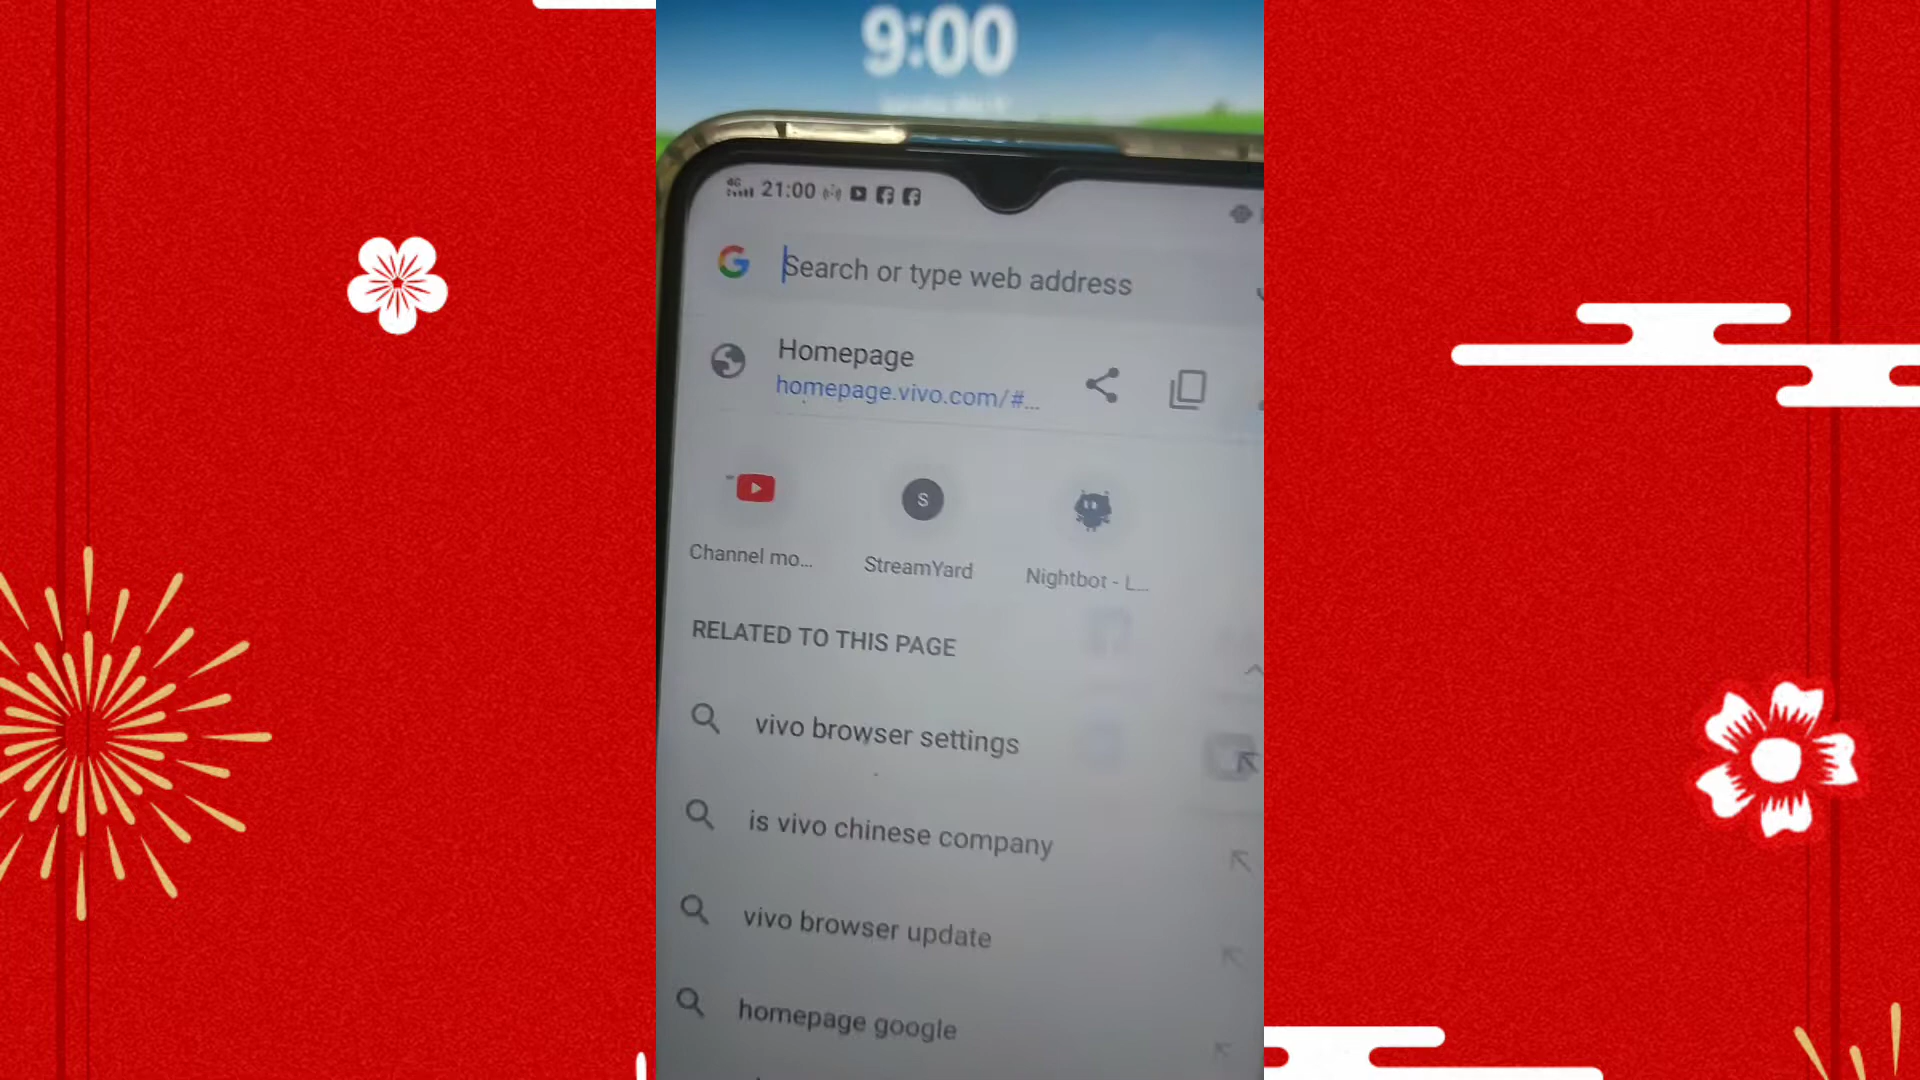 9:00
4G 21:00
Search or type web address
Homepage
homepage.vivo.com/#...
S
Channel mo...
StreamYard
Nightbot - L...
RELATED TO THIS PAGE
vivo browser settings
is vivo chinese company
vivo browser update
homepage google